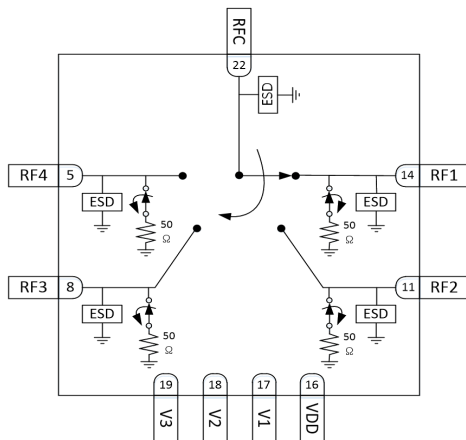 RFC
22
ESD
RF4 5
14 RF1
ESD
50
Ω
50
Ω
ESD
RF3 8
11 RF2
ESD
50
Ω
50
Ω
ESD
19 18 17 16
V3 V2 V1 VDD